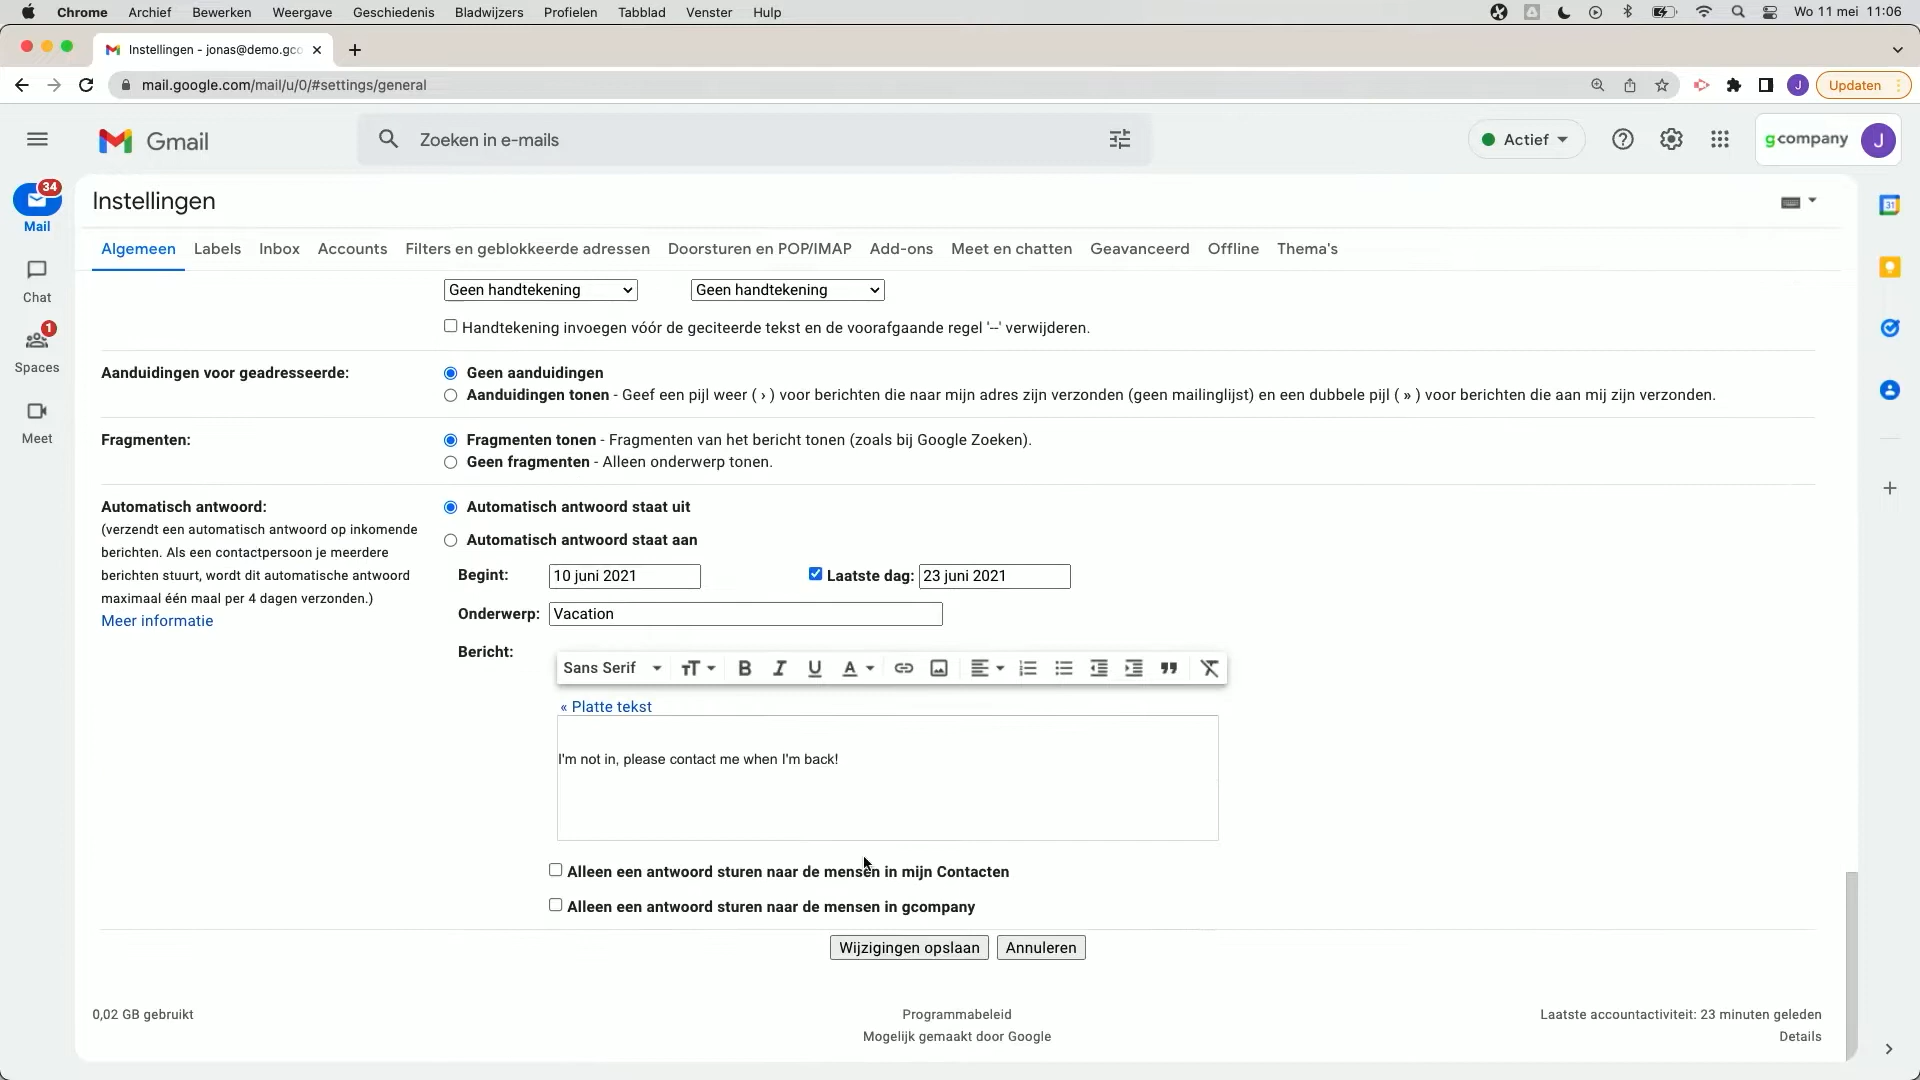 Chrome Archief Bewerken Weergave Geschiedenis Bladwijzers Profielen Tabblad Venster Help Wo 11 mei 11:06
Instellingen - jonas@demo.gco
mail.google.com/mail/u/0/#settings/general J Updaten
Gmail Zoeken in e-mails Actief gcompany J
34
Mail
Chat
1
Spaces
Meet
31
Instellingen
Algemeen Labels Inbox Accounts Filters en geblokkeerde adressen Doorsturen en POP/IMAP Add-ons Meet en chatten Geavanceerd Offline Thema's
Geen handtekening Geen handtekening
Handtekening invoegen vóór de geciteerde tekst en de voorafgaande regel '--' verwijderen.
Aanduidingen voor geadresseerde: Geen aanduidingen
Aanduidingen tonen - Geef een pijl weer ( › ) voor berichten die naar mijn adres zijn verzonden (geen mailinglijst) en een dubbele pijl ( » ) voor berichten die aan mij zijn verzonden.
Fragmenten: Fragmenten tonen - Fragmenten van het bericht tonen (zoals bij Google Zoeken).
Geen fragmenten - Alleen onderwerp tonen.
Automatisch antwoord:
(verzendt een automatisch antwoord op inkomende
berichten. Als een contactpersoon je meerdere
berichten stuurt, wordt dit automatische antwoord
maximaal één maal per 4 dagen verzonden.)
Meer informatie
Automatisch antwoord staat uit
Automatisch antwoord staat aan
Begint: 10 juni 2021 Laatste dag: 23 juni 2021
Onderwerp: Vacation
Bericht:
Sans Serif
« Platte tekst
I'm not in, please contact me when I'm back!
Alleen een antwoord sturen naar de mensen in mijn Contacten
Alleen een antwoord sturen naar de mensen in gcompany
Wijzigingen opslaan Annuleren
0,02 GB gebruikt Programmabeleid Laatste accountactiviteit: 23 minuten geleden
Mogelijk gemaakt door Google Details